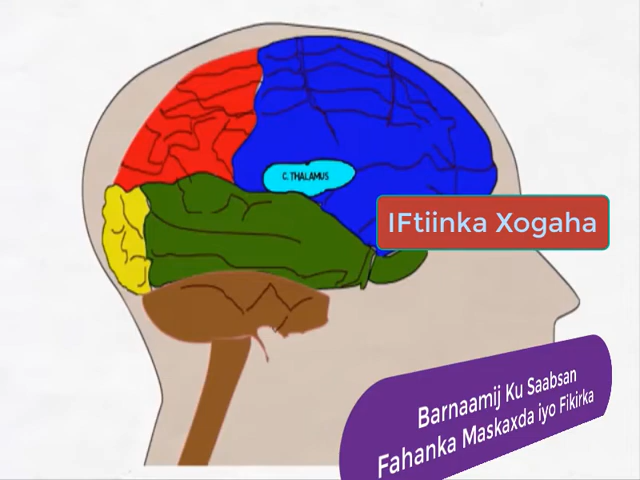 C. THALAMUS
IFtiinka Xogaha
Barnaamij Ku Saabsan
Fahanka Maskaxda iyo Fikirka